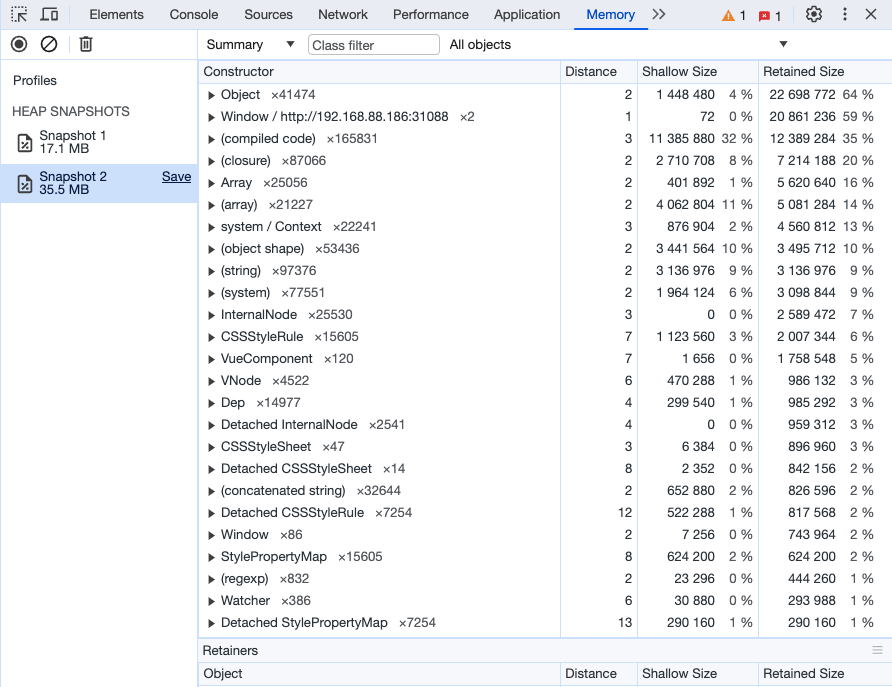 Elements Console Sources Network Performance Application Memory 1 1
Summary Class filter All objects
Profiles
HEAP SNAPSHOTS
Snapshot 1
17.1 MB
Snapshot 2 Save
35.5 MB
Constructor Distance Shallow Size Retained Size
Object ×41474 2 1 448 480 4 % 22 698 772 64 %
Window / http://192.168.88.186:31088 ×2 1 72 0 % 20 861 236 59 %
(compiled code) ×165831 3 11 385 880 32 % 12 389 284 35 %
(closure) ×87066 2 2 710 708 8 % 7 214 188 20 %
Array ×25056 2 401 892 1 % 5 620 640 16 %
(array) ×21227 2 4 062 804 11 % 5 081 284 14 %
system / Context ×22241 3 876 904 2 % 4 560 812 13 %
(object shape) ×53436 2 3 441 564 10 % 3 495 712 10 %
(string) ×97376 2 3 136 976 9 % 3 136 976 9 %
(system) ×77551 2 1 964 124 6 % 3 098 844 9 %
InternalNode ×25530 3 0 0 % 2 589 472 7 %
CSSStyleRule ×15605 7 1 123 560 3 % 2 007 344 6 %
VueComponent ×120 7 1 656 0 % 1 758 548 5 %
VNode ×4522 6 470 288 1 % 986 132 3 %
Dep ×14977 4 299 540 1 % 985 292 3 %
Detached InternalNode ×2541 4 0 0 % 959 312 3 %
CSSStyleSheet ×47 3 6 384 0 % 896 960 3 %
Detached CSSStyleSheet ×14 8 2 352 0 % 842 156 2 %
(concatenated string) ×32644 2 652 880 2 % 826 596 2 %
Detached CSSStyleRule ×7254 12 522 288 1 % 817 568 2 %
Window ×86 2 7 256 0 % 743 964 2 %
StylePropertyMap ×15605 8 624 200 2 % 624 200 2 %
(regexp) ×832 2 23 296 0 % 444 260 1 %
Watcher ×386 6 30 880 0 % 293 988 1 %
Detached StylePropertyMap ×7254 13 290 160 1 % 290 160 1 %
Retainers
Object Distance Shallow Size Retained Size